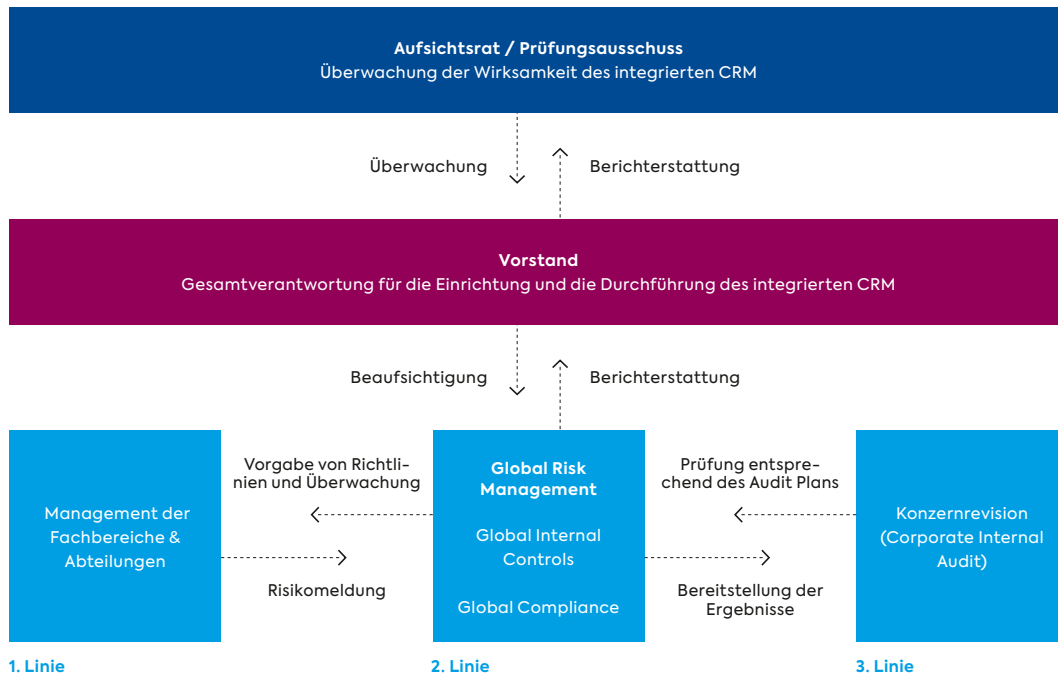 Aufsichtsrat / Prüfungsausschuss
Überwachung der Wirksamkeit des integrierten CRM
Überwachung
Berichterstattung
Vorstand
Gesamtverantwortung für die Einrichtung und die Durchführung des integrierten CRM
Beaufsichtigung
Berichterstattung
Management der
Fachbereiche &
Abteilungen
Vorgabe von Richtli-
nien und Überwachung
Risikomeldung
Global Risk
Management
Global Internal
Controls
Global Compliance
Prüfung entspre-
chend des Audit Plans
Bereitstellung der
Ergebnisse
Konzernrevision
(Corporate Internal
Audit)
1. Linie
2. Linie
3. Linie